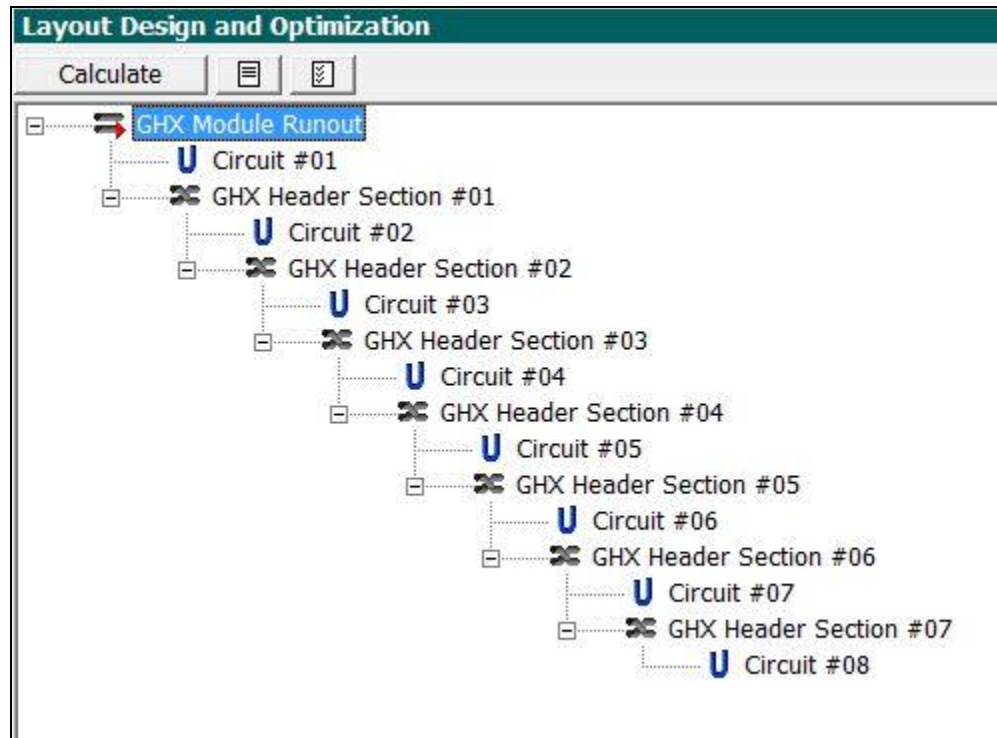 Layout Design and Optimization
Calculate
GHX Module Runout
Circuit #01
GHX Header Section #01
Circuit #02
GHX Header Section #02
Circuit #03
GHX Header Section #03
Circuit #04
GHX Header Section #04
Circuit #05
GHX Header Section #05
Circuit #06
GHX Header Section #06
Circuit #07
GHX Header Section #07
Circuit #08